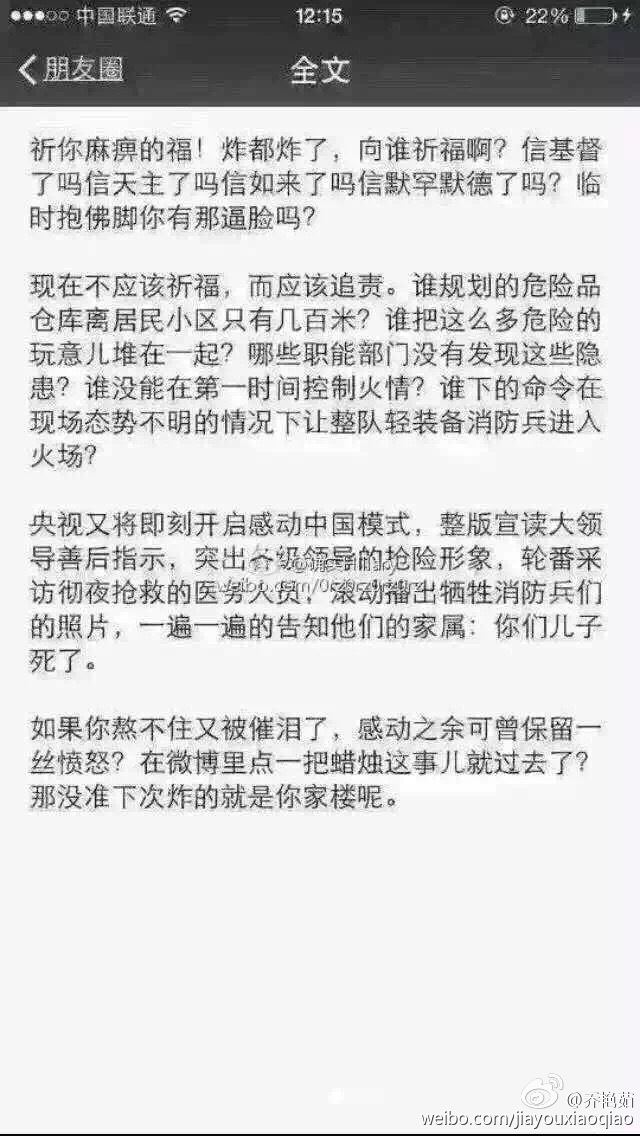 中国联通 12:15 22%
朋友圈 全文
祈你麻痹的福！炸都炸了，向谁祈福啊？信基督
了吗信天主了吗信如来了吗信默罕默德了吗？临
时抱佛脚你有那逼脸吗？
现在不应该祈福，而应该追责。谁规划的危险品
仓库离居民小区只有几百米？谁把这么多危险的
玩意儿堆在一起？哪些职能部门没有发现这些隐
患？谁没能在第一时间控制火情？谁下的命令在
现场态势不明的情况下让整队轻装备消防兵进入
火场？
央视又将即刻开启感动中国模式，整版宣读大领
导善后指示，突出各级领导的抢险形象，轮番采
访彻夜抢救的医务人员，滚动播出牺牲消防兵们
的照片，一遍一遍的告知他们的家属：你们儿子
死了。
如果你熬不住又被催泪了，感动之余可曾保留一
丝愤怒？在微博里点一把蜡烛这事儿就过去了？
那没准下次炸的就是你家楼呢。
@乔艳茹
weibo.com/jiayouxiaoqiao